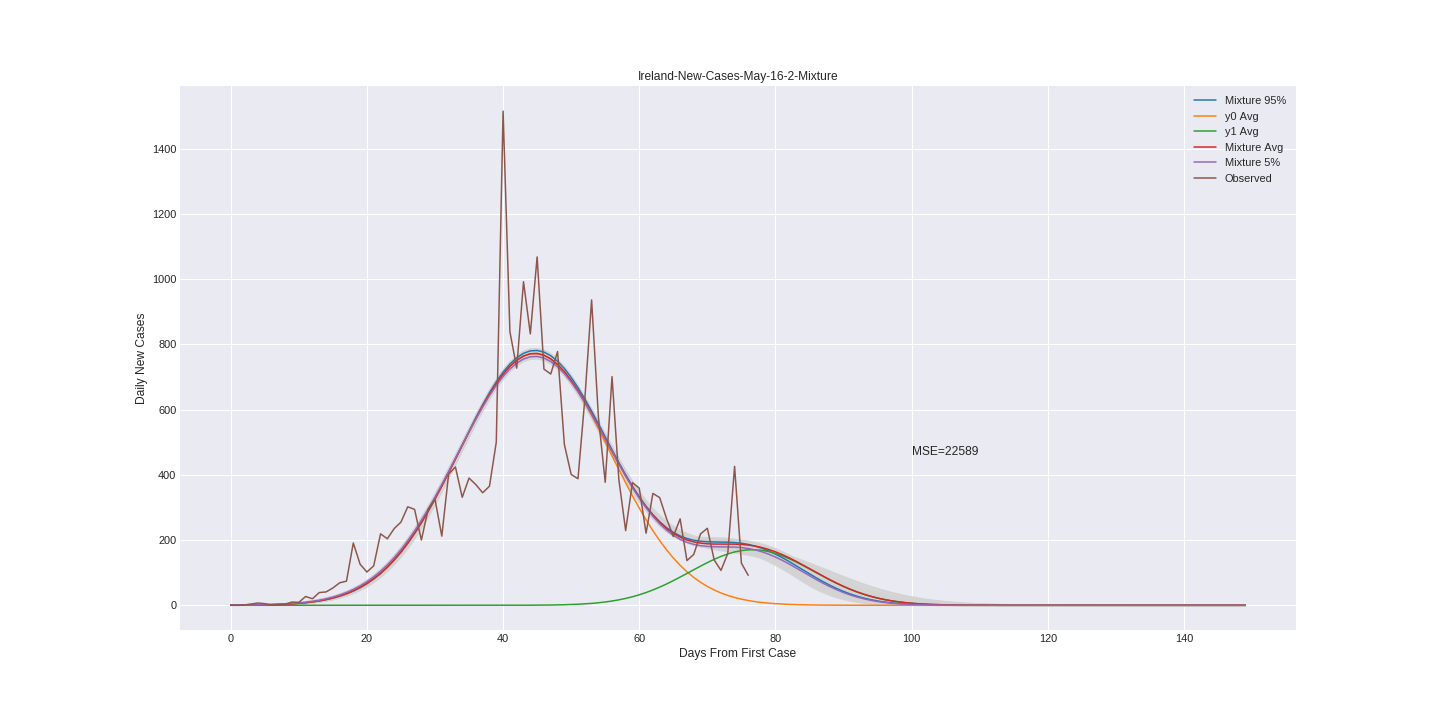 Ireland-New-Cases-May-16-2-Mixture
Mixture 95%
y0 Avg
y1 Avg
Mixture Avg
Mixture 5%
Observed
1400
1200
1000
800
600
400
200
0
Daily New Cases
MSE=22589
0 20 40 60 80 100 120 140
Days From First Case